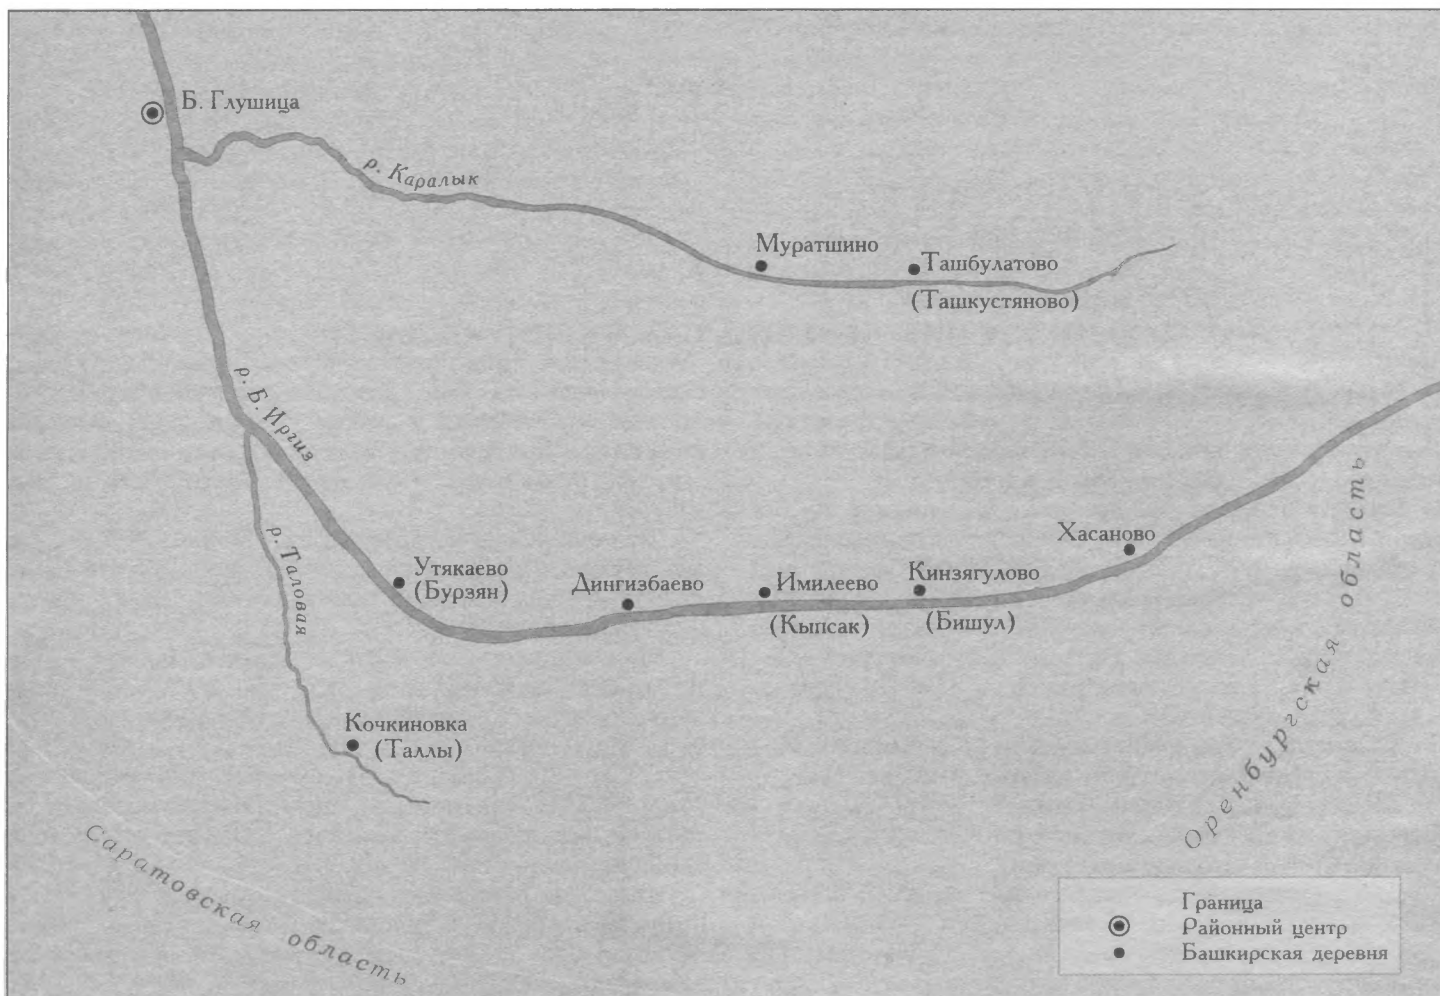 Б. Глушица
р. Каралык
Муратшино
Ташбулатово
(Ташкустяново)
р. Б. Иргиз
р. Таловая
Утякаево
(Бурзян)
Дингизбаево
Имилеево
(Кыпсак)
Кинзягулово
(Бишул)
Хасаново
Кочкиновка
(Таллы)
Саратовская область
Оренбургская область
Граница
Районный центр
Башкирская деревня